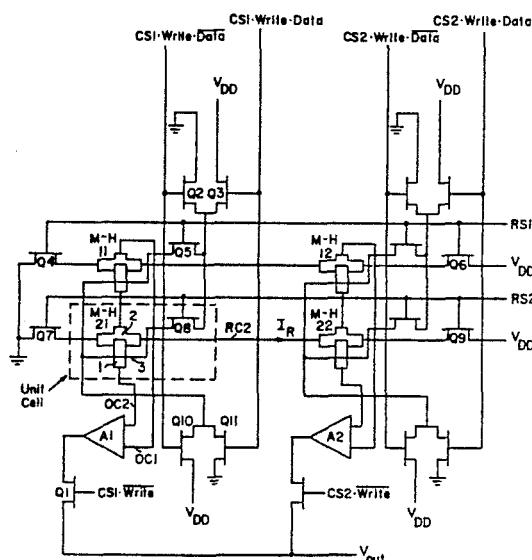 CS1·Write·Data
CS1·Write·Data
CS2·Write·Data
CS2·Write·Data
VDD
VDD
Q2
Q3
RS1
M-H
11
Q5
M-H
12
Q4
Q6
VDD
RS2
M-H
21
2
Q8
M-H
22
RC2
IR
Q7
Q9
VDD
1
3
Unit
Cell
OC2
Q10
Q11
A1
OC1
A2
Q1
CS1·Write
CS2·Write
VDD
VDD
Vout